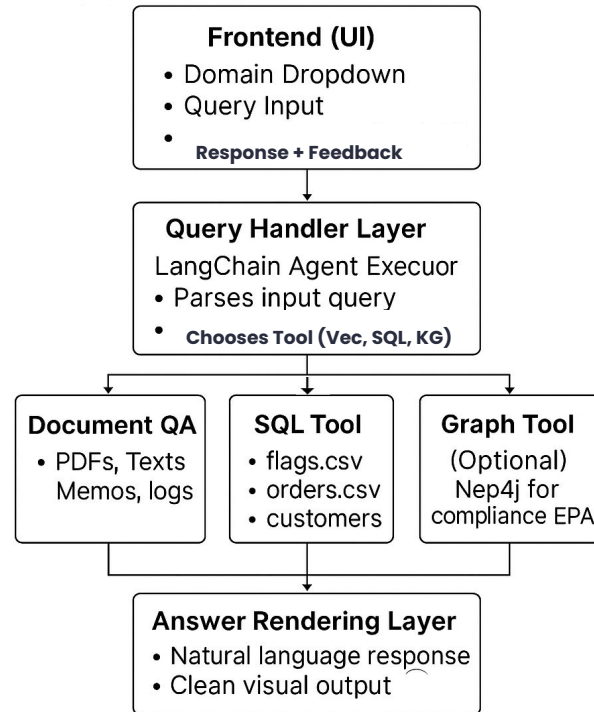 Frontend (UI)
• Domain Dropdown
• Query Input
• Response + Feedback
Query Handler Layer
LangChain Agent Execuor
• Parses input query
• Chooses Tool (Vec, SQL, KG)
Document QA
• PDFs, Texts
Memos, logs
SQL Tool
• flags.csv
• orders.csv
• customers
Graph Tool
(Optional)
Nep4j for
compliance EPA
Answer Rendering Layer
• Natural language response
• Clean visual output